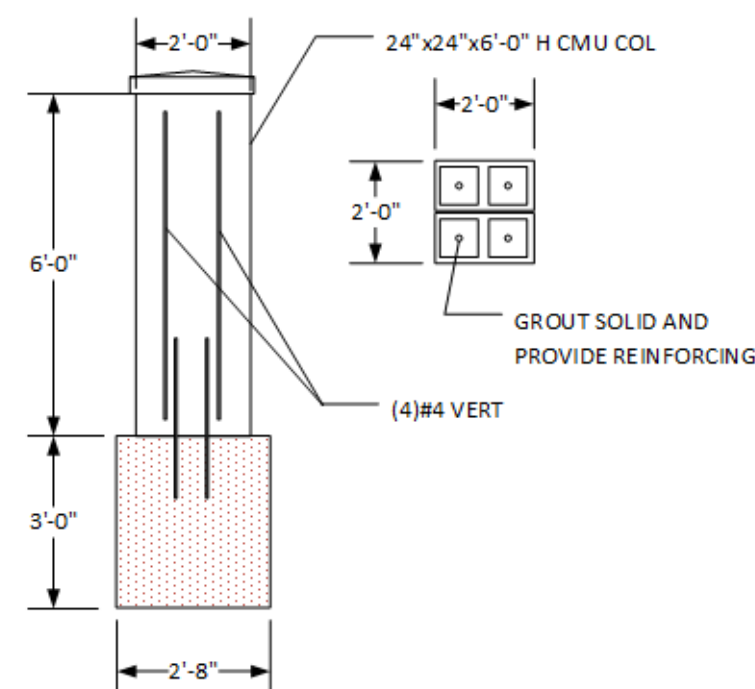 2'-0"
24"x24"x6'-0" H CMU COL
2'-0"
2'-0"
6'-0"
GROUT SOLID AND
PROVIDE REINFORCING
(4)#4 VERT
3'-0"
2'-8"